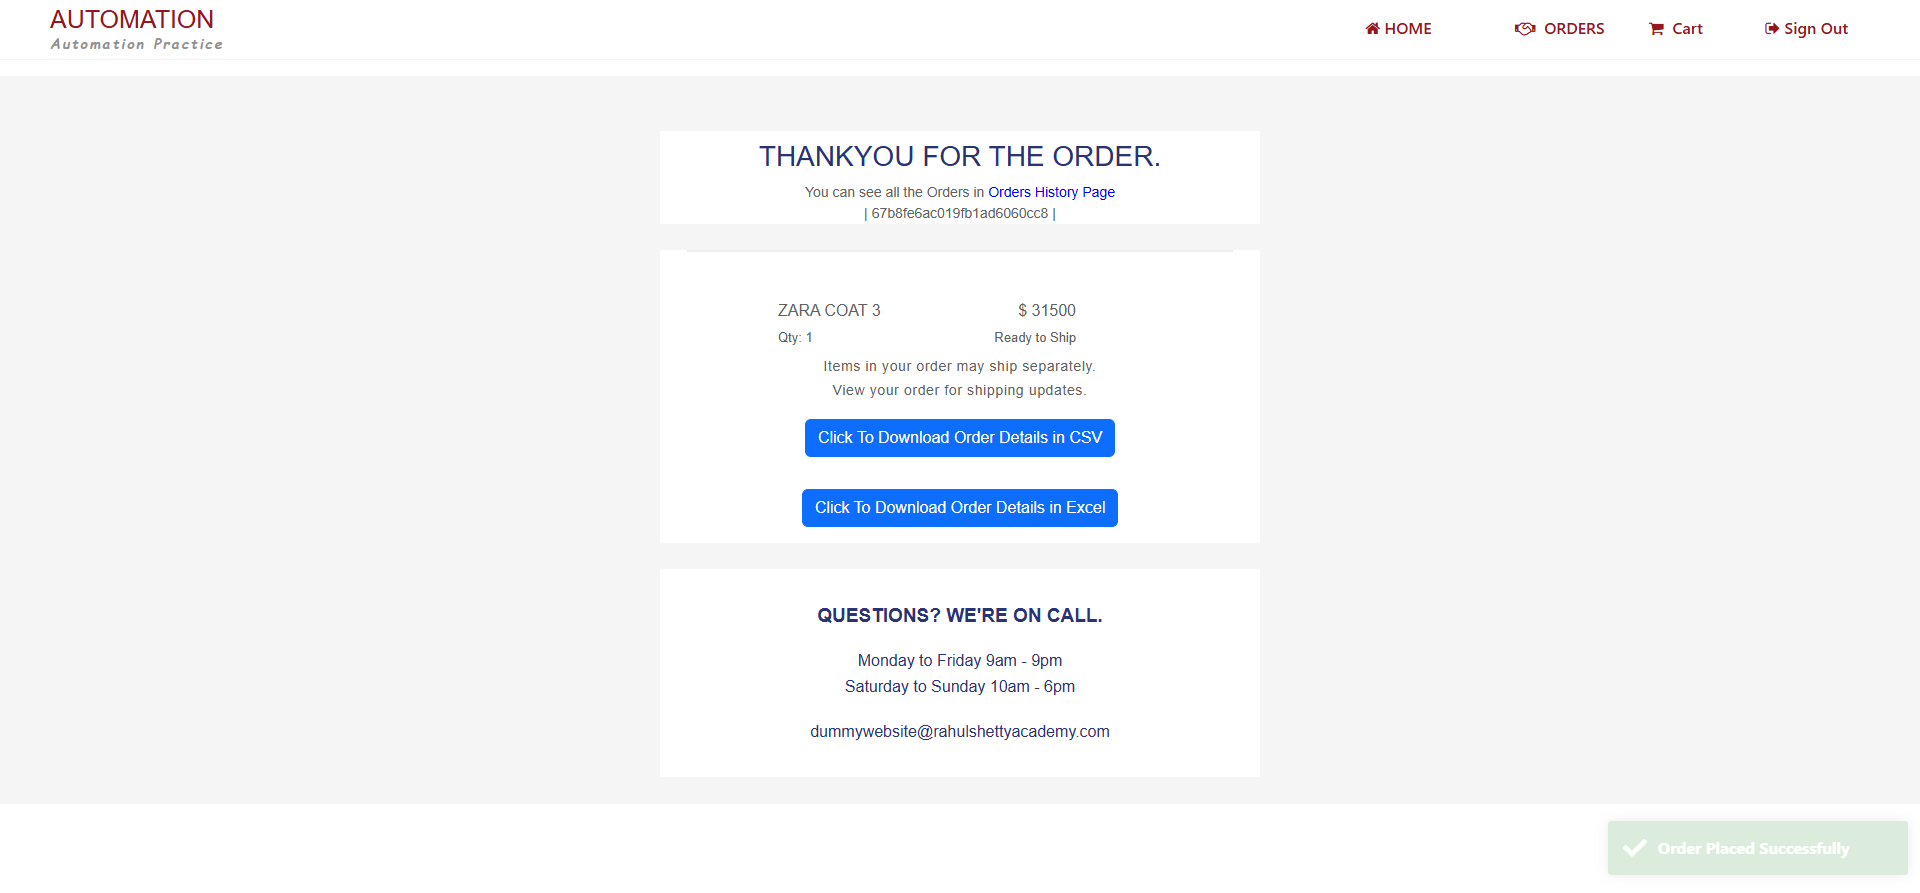 AUTOMATION
Automation Practice
HOME
ORDERS
Cart
Sign Out
THANKYOU FOR THE ORDER.
You can see all the Orders in Orders History Page
| 67b8fe6ac019fb1ad6060cc8 |
ZARA COAT 3
$ 31500
Qty: 1
Ready to Ship
Items in your order may ship separately.
View your order for shipping updates.
Click To Download Order Details in CSV
Click To Download Order Details in Excel
QUESTIONS? WE'RE ON CALL.
Monday to Friday 9am - 9pm
Saturday to Sunday 10am - 6pm
dummywebsite@rahulshettyacademy.com
Order Placed Successfully